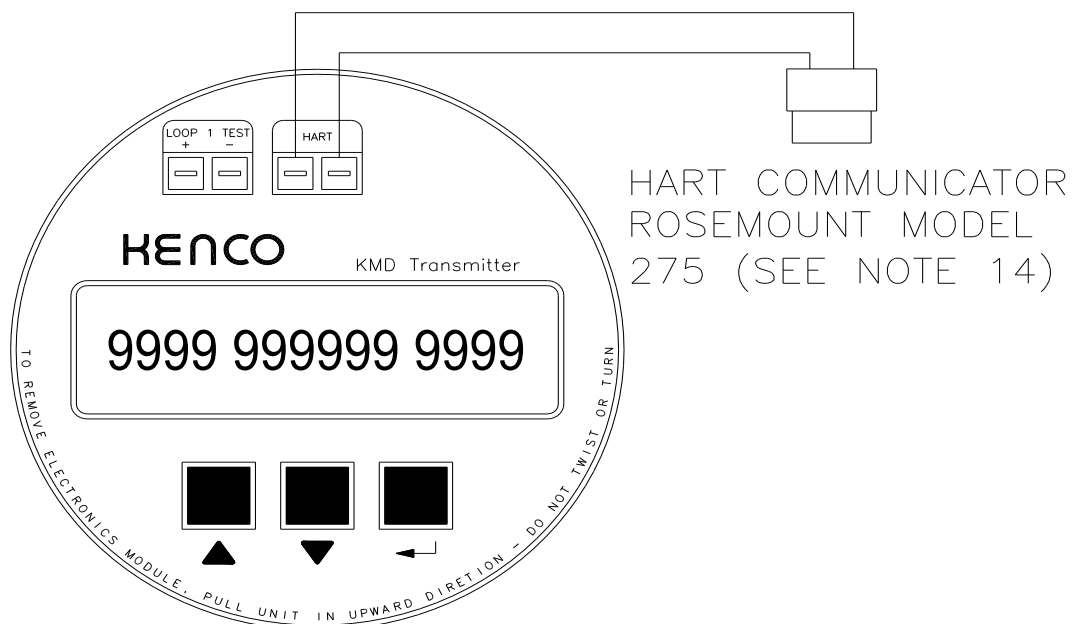 LOOP 1 TEST
+ −
HART
HART COMMUNICATOR
ROSEMOUNT MODEL
275 (SEE NOTE 14)
KENCO
KMD Transmitter
9999 999999 9999
TO REMOVE ELECTRONICS MODULE, PULL UNIT IN UPWARD DIRETION - DO NOT TWIST OR TURN